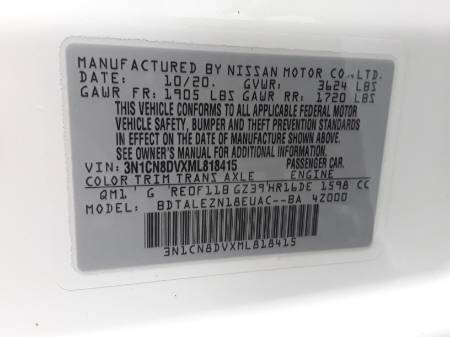 MANUFACTURED BY NISSAN MOTOR CO.,LTD.
DATE: 10/20. GVWR: 3624 LBS
GAWR FR: 1905 LBS GAWR RR: 1720 LBS
THIS VEHICLE CONFORMS TO ALL APPLICABLE FEDERAL MOTOR
VEHICLE SAFETY, BUMPER AND THEFT PREVENTION STANDARDS
IN EFFECT ON THE DATE OF MANUFACTURE SHOWN ABOVE.
SEE OWNER'S MANUAL FOR ADDITIONAL INFORMATION.
VIN: 3N1CN8DVXML818415 PASSENGER CAR.
COLOR TRIM TRANS AXLE ENGINE
QM1 G RE0F11B GZ39 HR16DE 1598 CC
MODEL: BDTALEZN18EUAC--BA 4Z000
3N1CN8DVXML818415